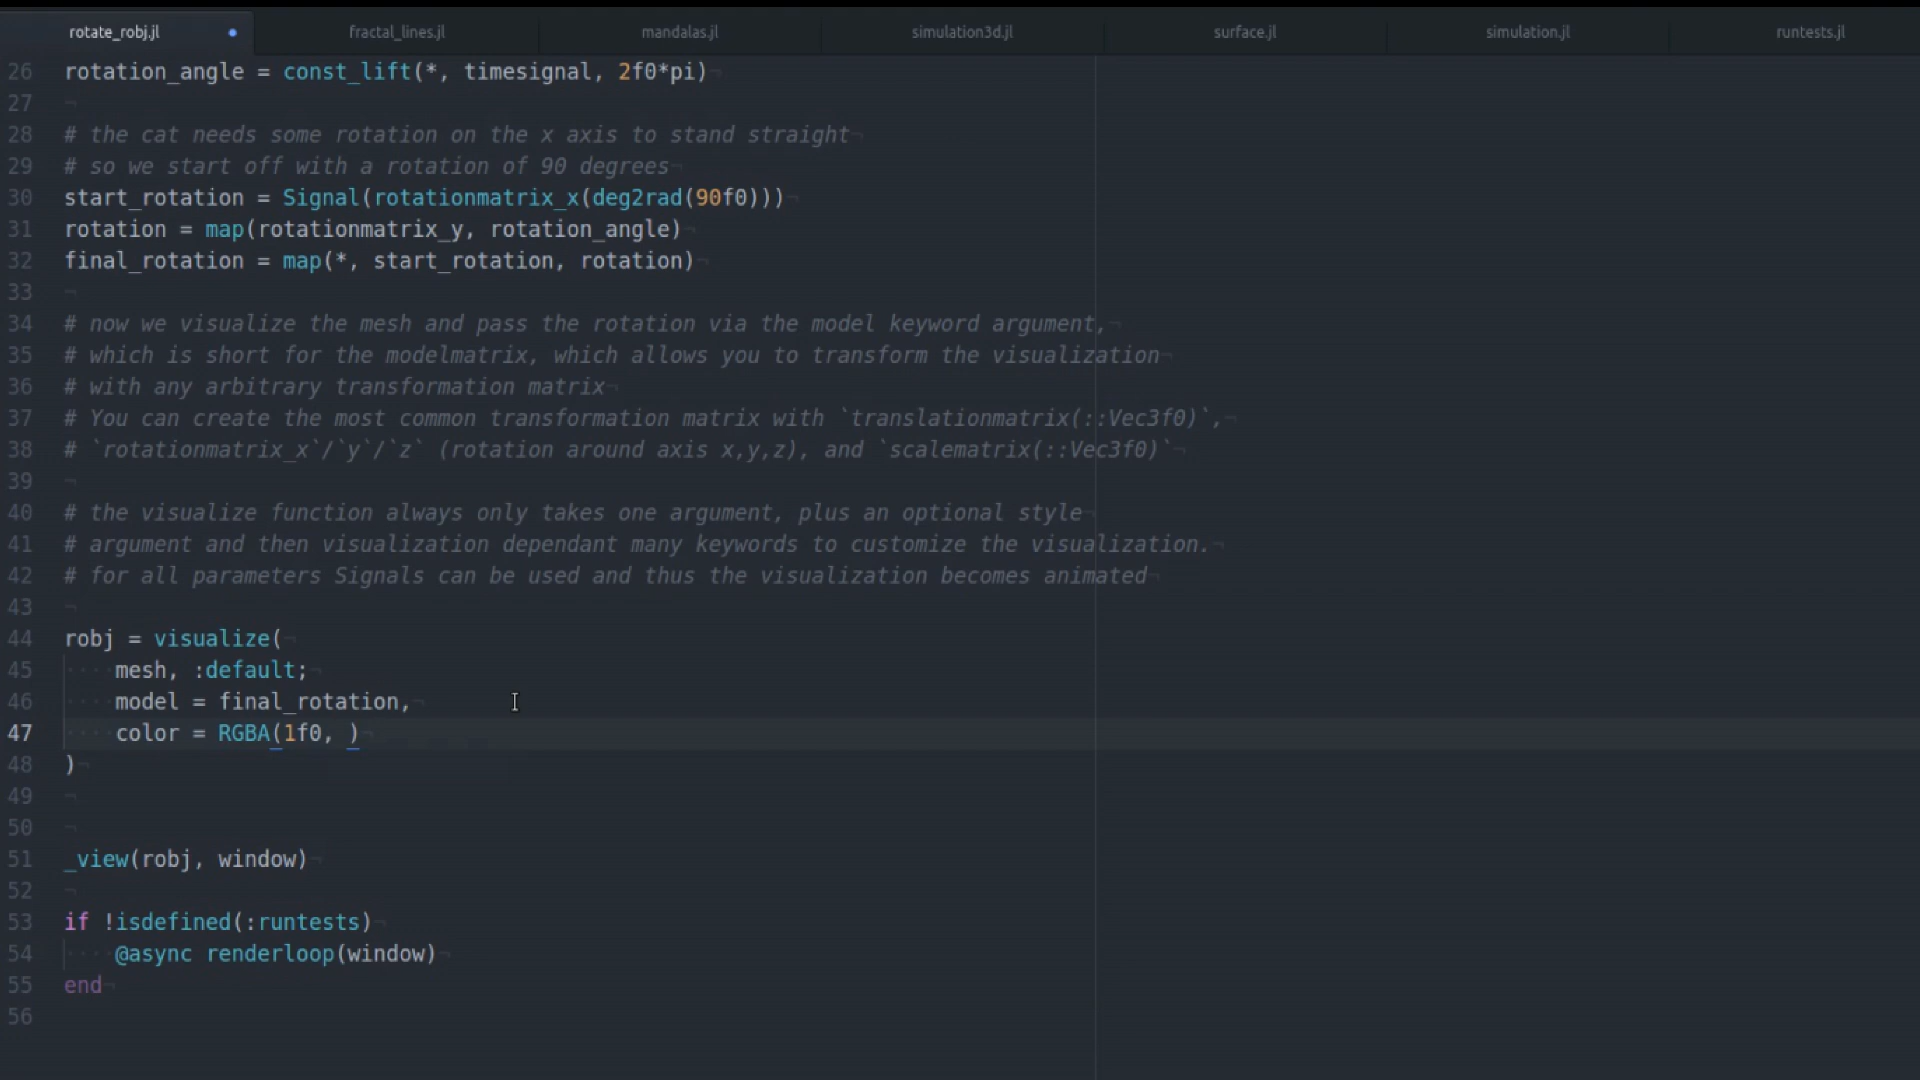 rotate_robj.jl fractal_lines.jl mandalas.jl simulation3d.jl surface.jl simulation.jl runtests.jl
26 rotation_angle = const_lift(*, timesignal, 2f0*pi)¬
27 ¬
28 # the cat needs some rotation on the x axis to stand straight¬
29 # so we start off with a rotation of 90 degrees¬
30 start_rotation = Signal(rotationmatrix_x(deg2rad(90f0)))¬
31 rotation = map(rotationmatrix_y, rotation_angle)¬
32 final_rotation = map(*, start_rotation, rotation)¬
33 ¬
34 # now we visualize the mesh and pass the rotation via the model keyword argument,¬
35 # which is short for the modelmatrix, which allows you to transform the visualization¬
36 # with any arbitrary transformation matrix¬
37 # You can create the most common transformation matrix with `translationmatrix(::Vec3f0)`,¬
38 # `rotationmatrix_x`/`y`/`z` (rotation around axis x,y,z), and `scalematrix(::Vec3f0)`¬
39 ¬
40 # the visualize function always only takes one argument, plus an optional style¬
41 # argument and then visualization dependant many keywords to customize the visualization.¬
42 # for all parameters Signals can be used and thus the visualization becomes animated¬
43 ¬
44 robj = visualize(¬
45 ····mesh, :default;¬
46 ····model = final_rotation,¬
47 ····color = RGBA(1f0, )¬
48 )¬
49 ¬
50 ¬
51 _view(robj, window)¬
52 ¬
53 if !isdefined(:runtests)¬
54 ····@async renderloop(window)¬
55 end¬
56